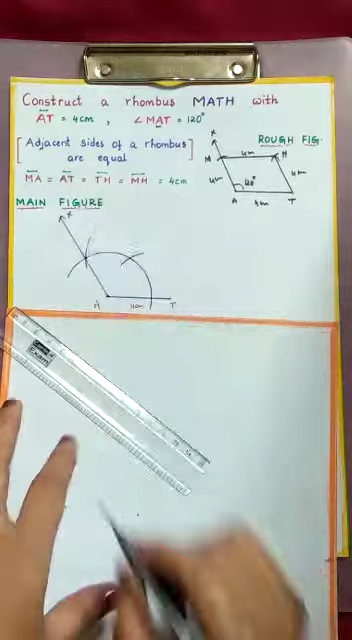 Construct a rhombus MATH with
AT = 4cm , ∠MAT = 120°
[ Adjacent sides of a rhombus are equal ]
MA = AT = TH = MH = 4cm
ROUGH FIG.
X
M 4cm H
4cm 120° 4cm
A 4cm T
MAIN FIGURE
X
A 4cm T
Exam